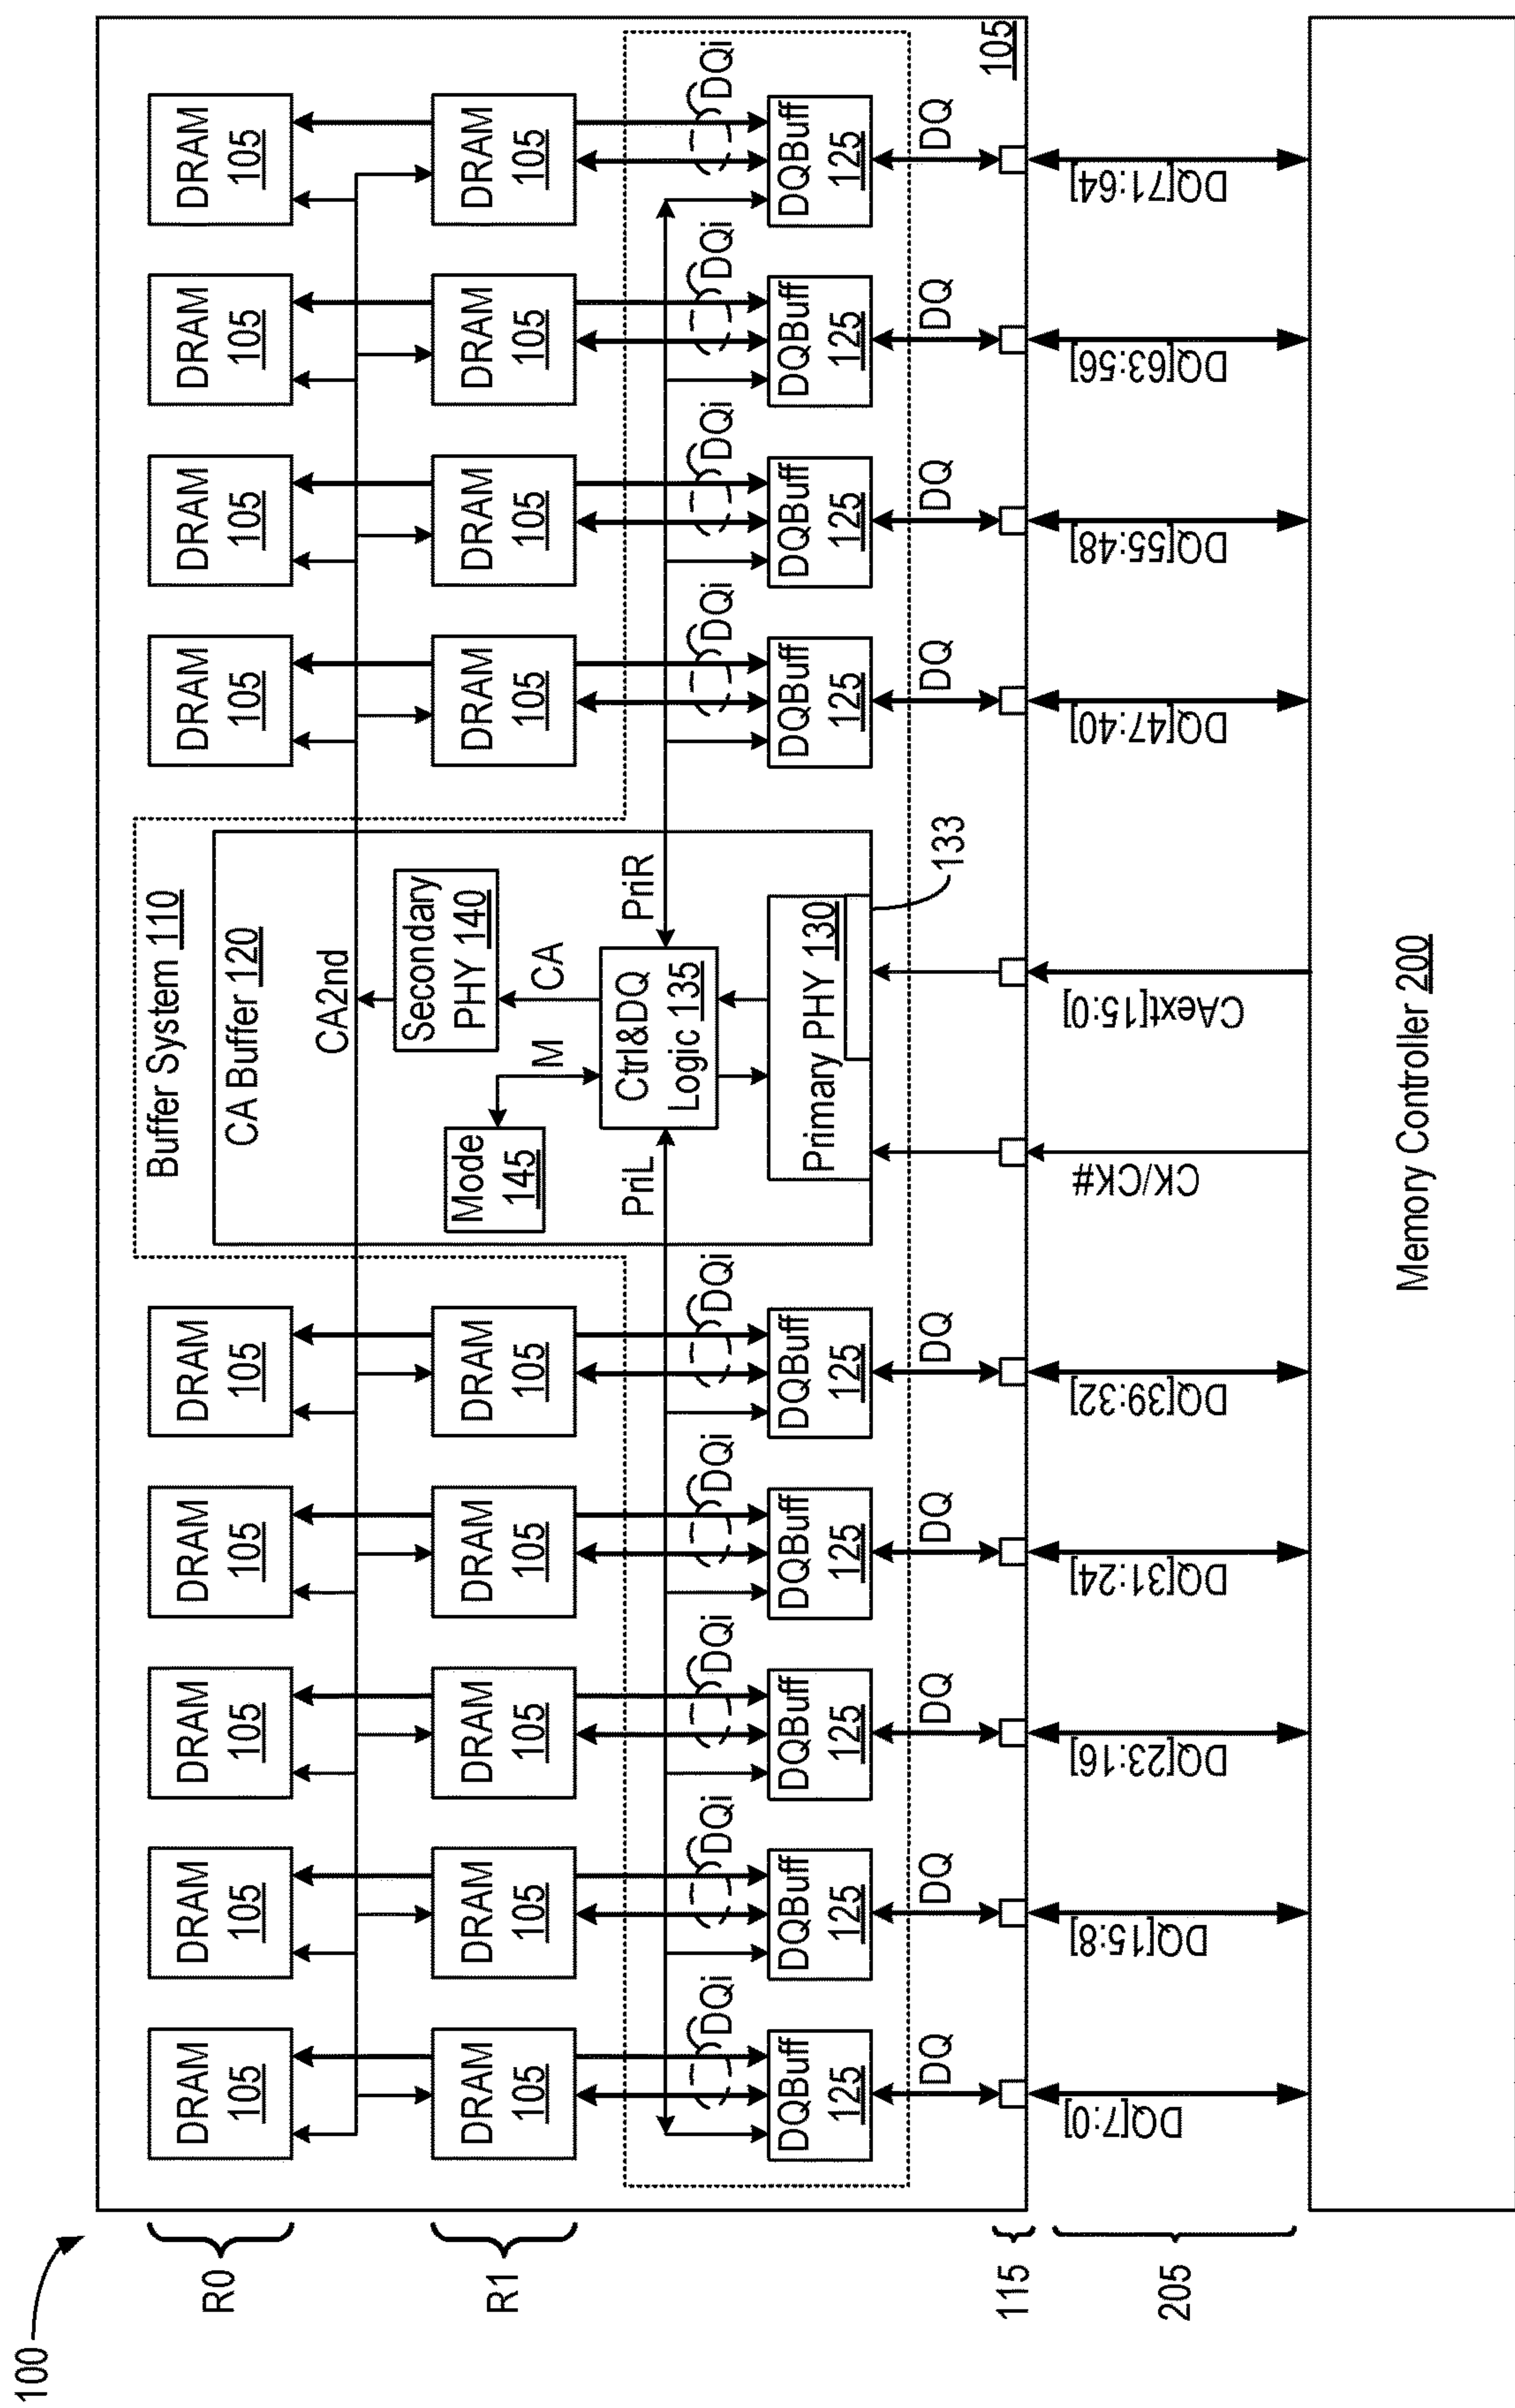 100
R0
R1
115
205
DRAM
105
DRAM
105
DRAM
105
DRAM
105
DRAM
105
DRAM
105
DRAM
105
DRAM
105
DRAM
105
Buffer System 110
CA Buffer 120
CA2nd
DRAM
105
DRAM
105
DRAM
105
DRAM
105
DRAM
105
Mode
145
M
Secondary
PHY 140
CA
DRAM
105
DRAM
105
DRAM
105
DRAM
105
PriL
Ctrl&DQ
Logic 135
PriR
DQi
DQi
DQi
DQi
DQi
DQi
DQi
DQi
DQi
DQBuff
125
DQBuff
125
DQBuff
125
DQBuff
125
DQBuff
125
Primary PHY 130
133
DQBuff
125
DQBuff
125
DQBuff
125
DQBuff
125
DQ
DQ
DQ
DQ
DQ
DQ
DQ
DQ
DQ
105
DQ[7:0]
DQ[15:8]
DQ[23:16]
DQ[31:24]
DQ[39:32]
CK/CK#
CAext[15:0]
DQ[47:40]
DQ[55:48]
DQ[63:56]
DQ[71:64]
Memory Controller 200